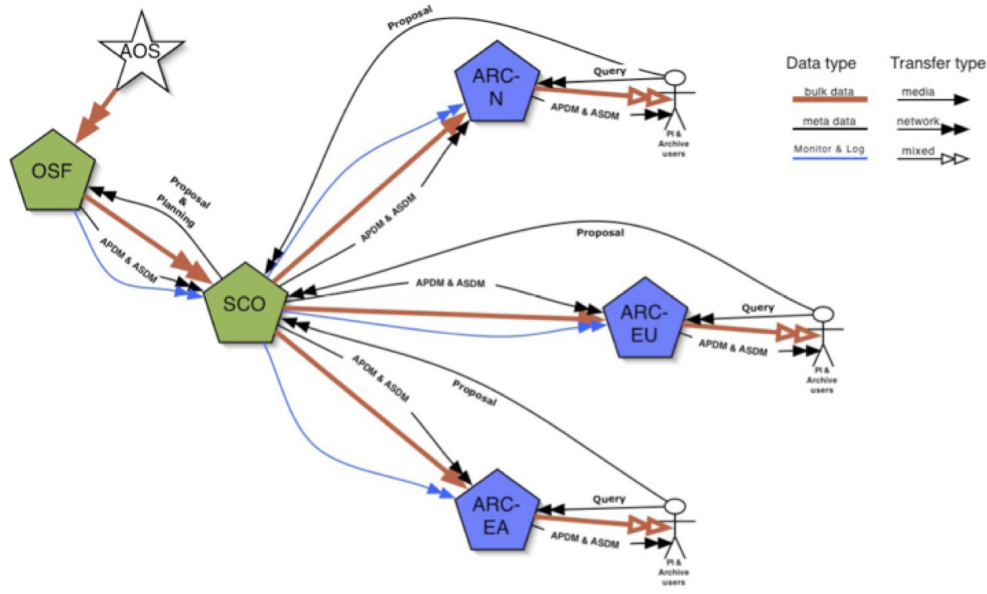 AOS
OSF
Proposal
&
Planning
APDM & ASDM
SCO
Proposal
ARC-
N
Query
APDM & ASDM
PI &
Archive
users
APDM & ASDM
Data type
Transfer type
bulk data
media
meta data
network
Monitor & Log
mixed
Proposal
APDM & ASDM
ARC-
EU
Query
APDM & ASDM
PI &
Archive
users
APDM & ASDM
Proposal
ARC-
EA
Query
APDM & ASDM
PI &
Archive
users